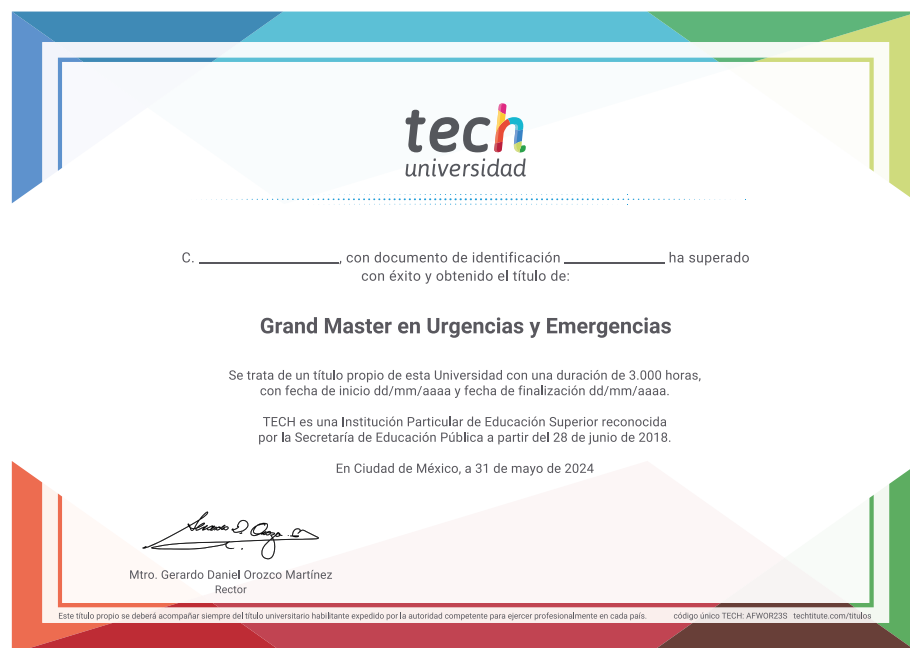 tech
universidad
C. ____________, con documento de identificación ____________ ha superado
con éxito y obtenido el título de:
Grand Master en Urgencias y Emergencias
Se trata de un título propio de esta Universidad con una duración de 3.000 horas,
con fecha de inicio dd/mm/aaaa y fecha de finalización dd/mm/aaaa.
TECH es una Institución Particular de Educación Superior reconocida
por la Secretaría de Educación Pública a partir del 28 de junio de 2018.
En Ciudad de México, a 31 de mayo de 2024
Mtro. Gerardo Daniel Orozco Martínez
Rector
Este título propio se deberá acompañar siempre del título universitario habilitante expedido por la autoridad competente para ejercer profesionalmente en cada país. código único TECH: AFWOR23S techtitute.com/titulos